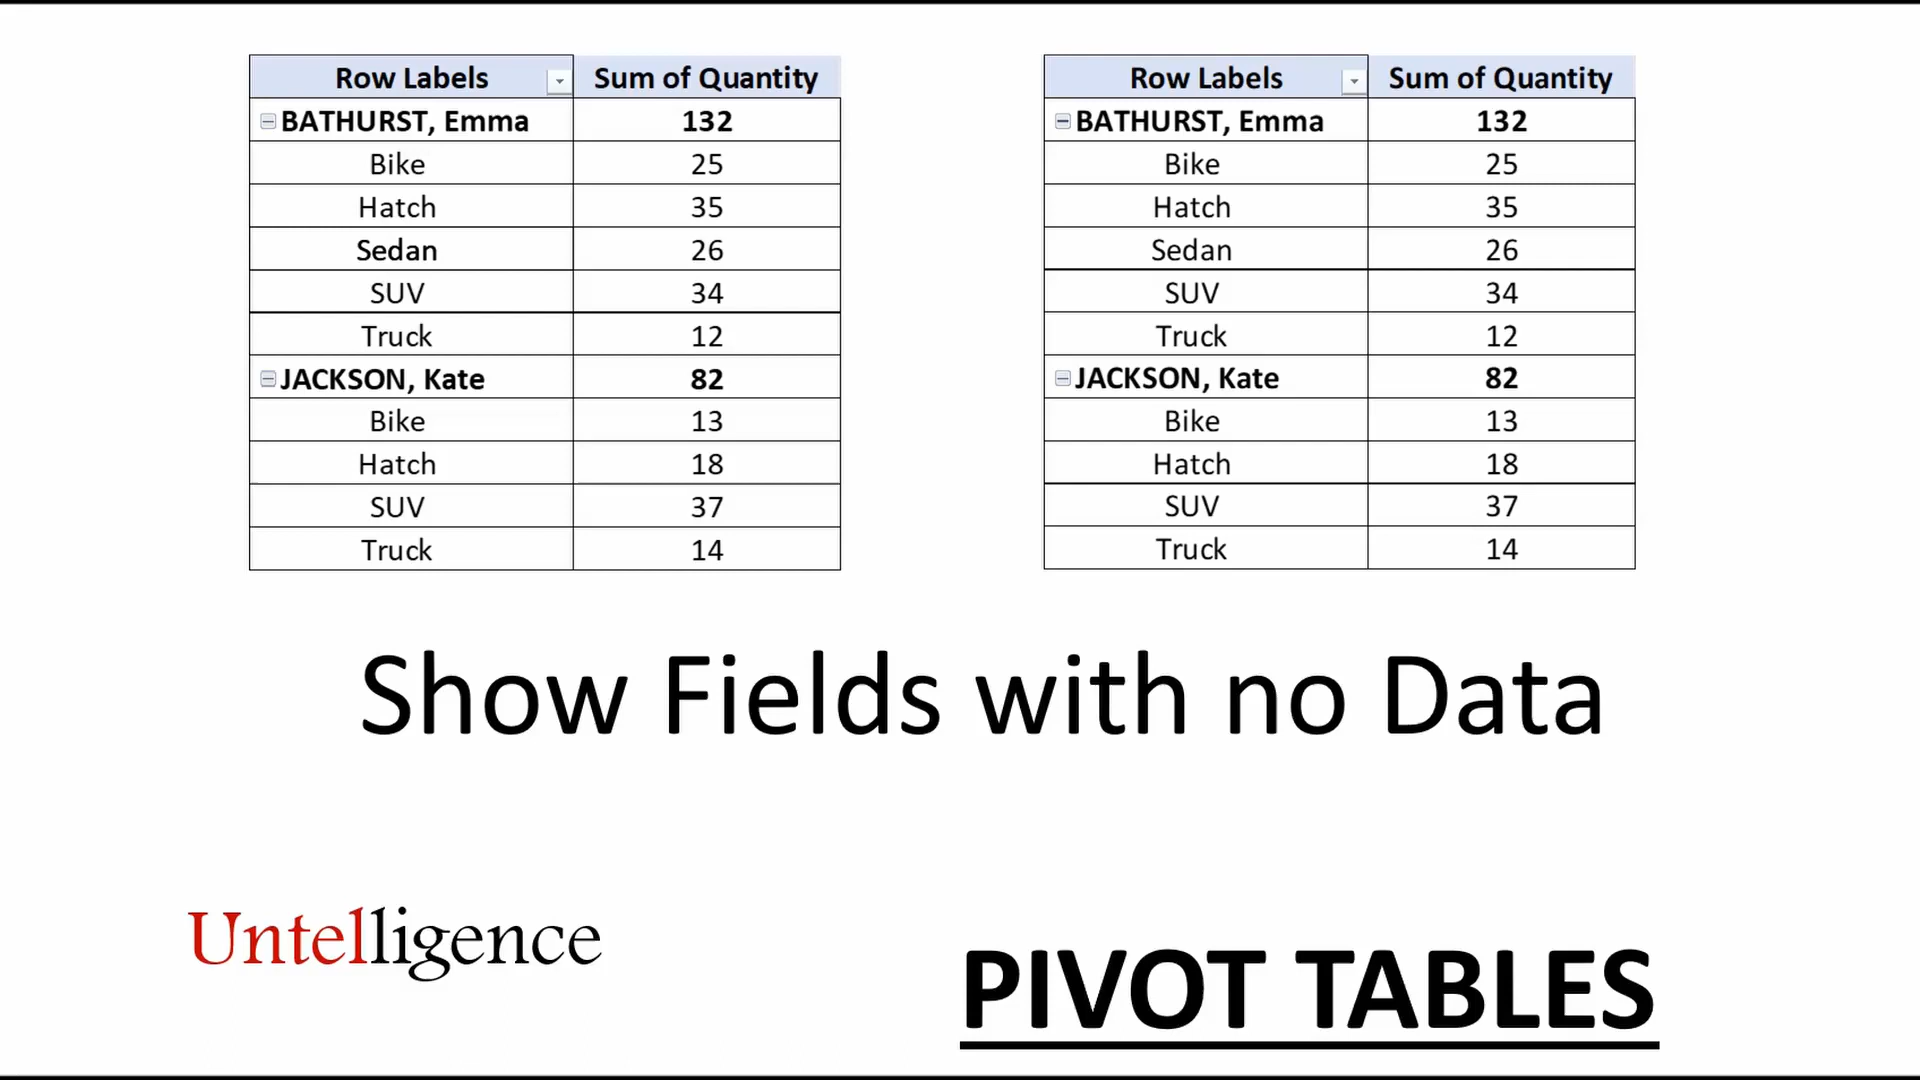 Row Labels Sum of Quantity
BATHURST, Emma 132
Bike 25
Hatch 35
Sedan 26
SUV 34
Truck 12
JACKSON, Kate 82
Bike 13
Hatch 18
SUV 37
Truck 14
Row Labels Sum of Quantity
BATHURST, Emma 132
Bike 25
Hatch 35
Sedan 26
SUV 34
Truck 12
JACKSON, Kate 82
Bike 13
Hatch 18
SUV 37
Truck 14
Show Fields with no Data
Untelligence
PIVOT TABLES